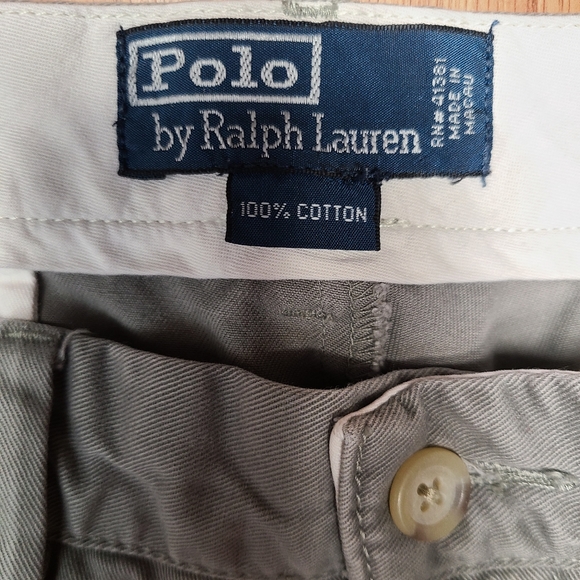 Polo
by Ralph Lauren
RN# 41381
MADE IN
MACAU
100% COTTON